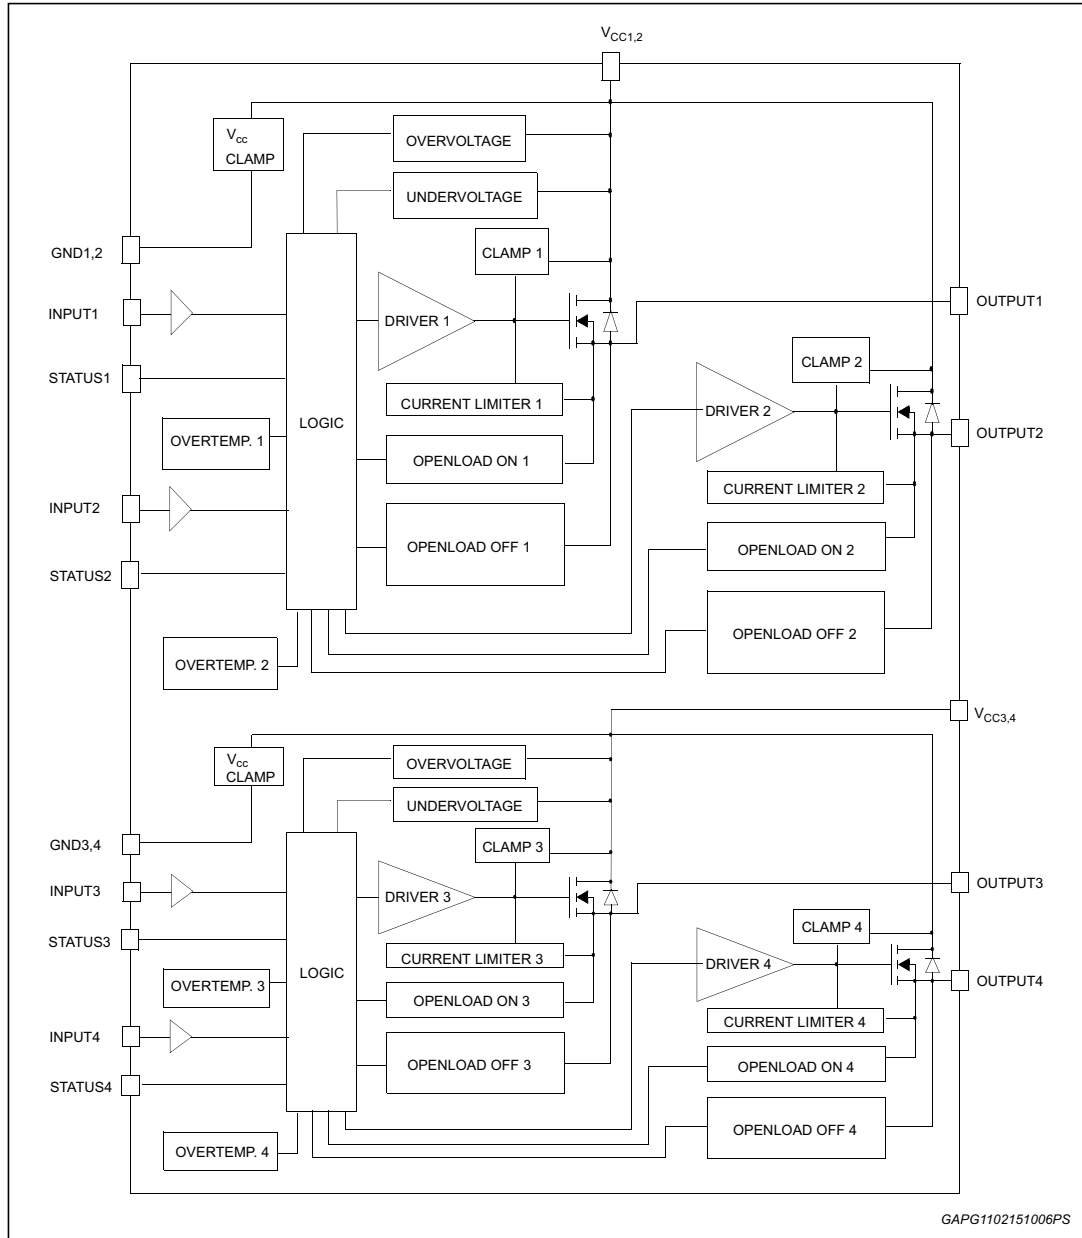 VCC1,2
Vcc
CLAMP
OVERVOLTAGE
UNDERVOLTAGE
GND1,2
CLAMP 1
INPUT1
DRIVER 1
OUTPUT1
STATUS1
CLAMP 2
CURRENT LIMITER 1
DRIVER 2
LOGIC
OVERTEMP. 1
OUTPUT2
OPENLOAD ON 1
CURRENT LIMITER 2
INPUT2
OPENLOAD OFF 1
OPENLOAD ON 2
STATUS2
OPENLOAD OFF 2
OVERTEMP. 2
VCC3,4
Vcc
CLAMP
OVERVOLTAGE
UNDERVOLTAGE
GND3,4
CLAMP 3
INPUT3
DRIVER 3
OUTPUT3
CLAMP 4
STATUS3
CURRENT LIMITER 3
DRIVER 4
LOGIC
OVERTEMP. 3
OUTPUT4
OPENLOAD ON 3
CURRENT LIMITER 4
INPUT4
OPENLOAD OFF 3
OPENLOAD ON 4
STATUS4
OPENLOAD OFF 4
OVERTEMP. 4
GAPG1102151006PS